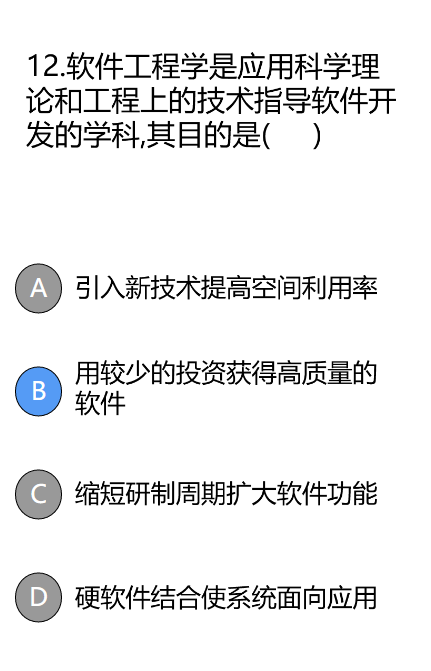 12.软件工程学是应用科学理
论和工程上的技术指导软件开
发的学科,其目的是(     )
A 引入新技术提高空间利用率
B 用较少的投资获得高质量的
软件
C 缩短研制周期扩大软件功能
D 硬软件结合使系统面向应用